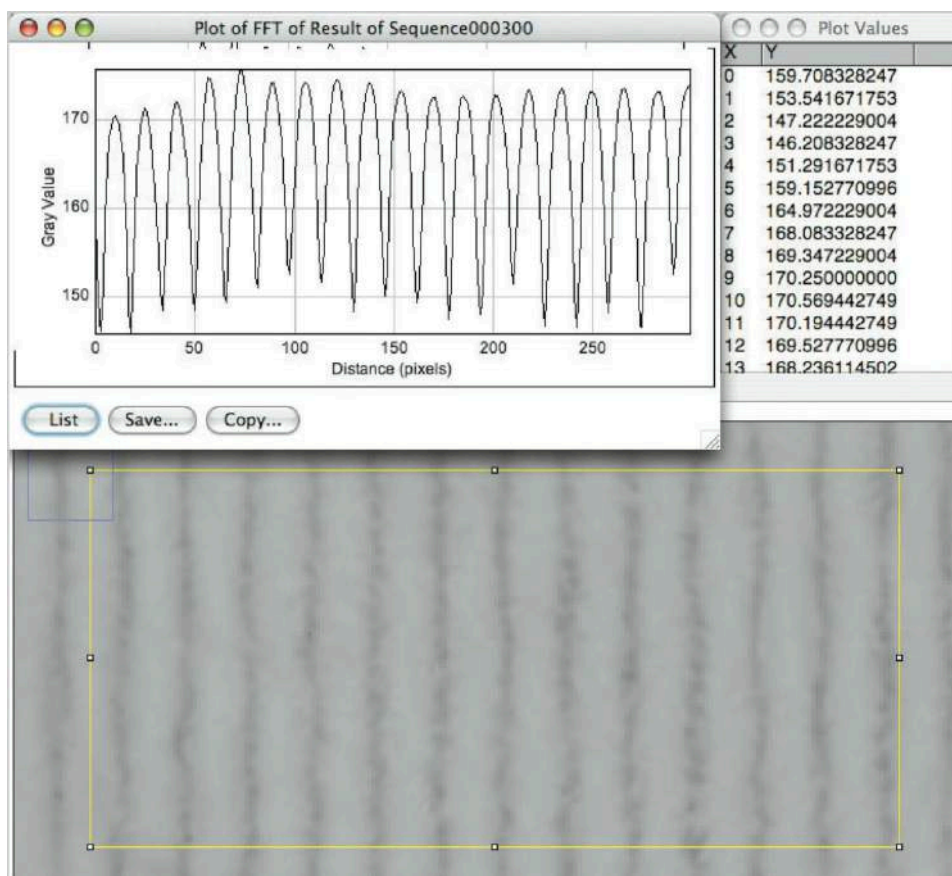 Plot of FFT of Result of Sequence000300
170
160
150
Gray Value
0 50 100 150 200 250
Distance (pixels)
List Save... Copy...
Plot Values
X Y
0 159.708328247
1 153.541671753
2 147.222229004
3 146.208328247
4 151.291671753
5 159.152770996
6 164.972229004
7 168.083328247
8 169.347229004
9 170.250000000
10 170.569442749
11 170.194442749
12 169.527770996
13 168.236114502